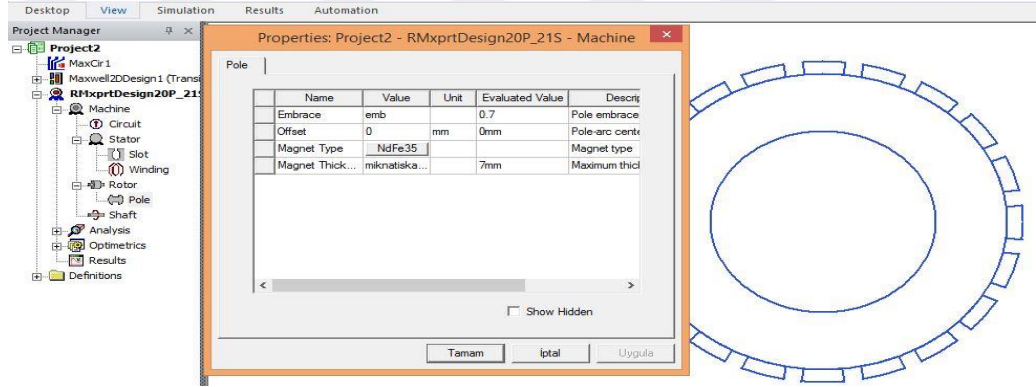 Desktop View Simulation Results Automation
Project Manager
Project2
MaxCir1
Maxwell2DDesign1 (Transi
RMxprtDesign20P_21S
Machine
Circuit
Stator
Slot
Winding
Rotor
Pole
Shaft
Analysis
Optimetrics
Results
Definitions
Properties: Project2 - RMxprtDesign20P_21S - Machine
Pole
Name Value Unit Evaluated Value Descrip
Embrace emb 0.7 Pole embrace
Offset 0 mm 0mm Pole-arc cente
Magnet Type NdFe35 Magnet type
Magnet Thick... miknatiska... 7mm Maximum thicl
Show Hidden
Tamam İptal Uygula